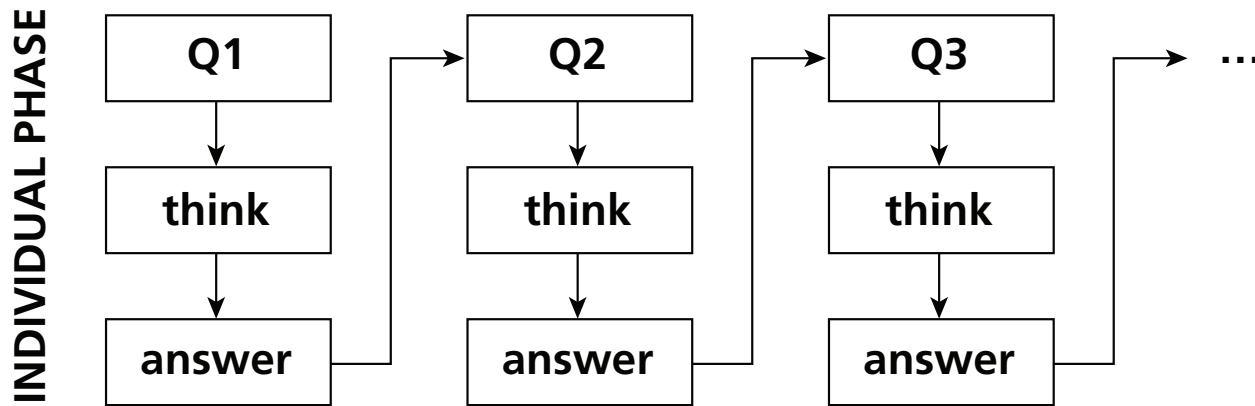 INDIVIDUAL PHASE
Q1
think
answer
Q2
think
answer
Q3
think
answer
...